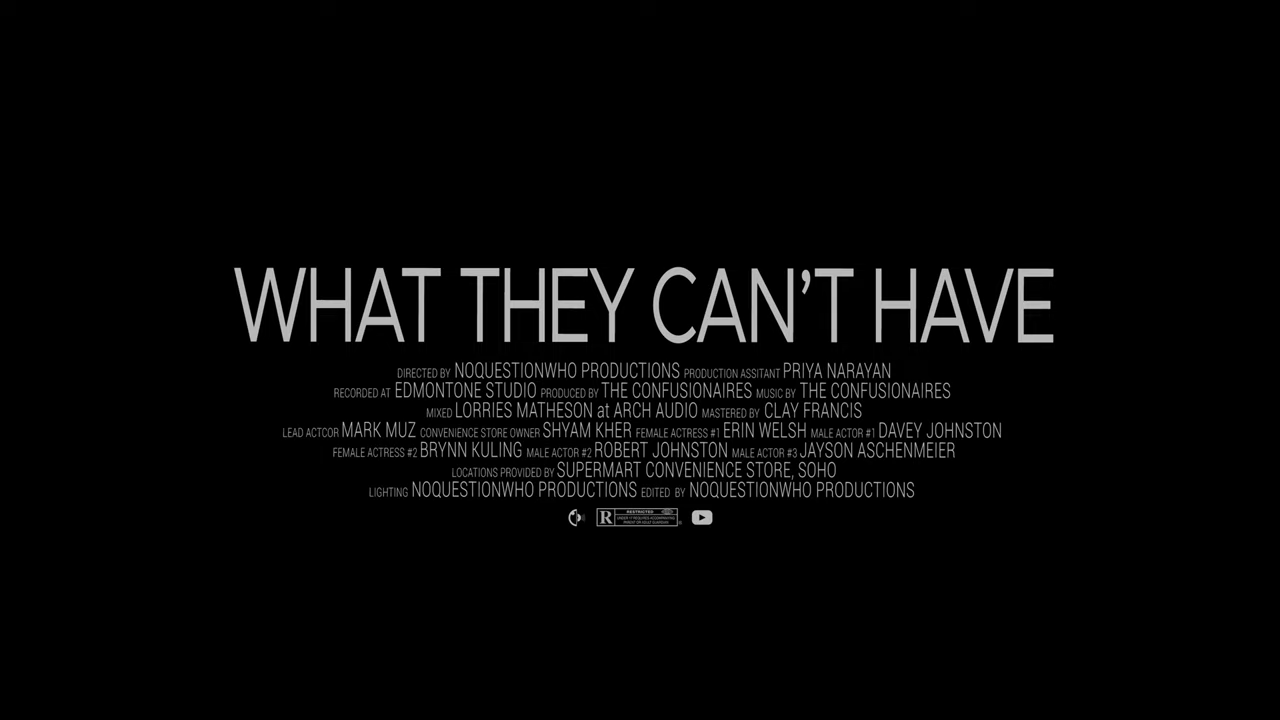 WHAT THEY CAN'T HAVE
DIRECTED BY NOQUESTIONWHO PRODUCTIONS PRODUCTION ASSITANT PRIYA NARAYAN
RECORDED AT EDMONTONE STUDIO PRODUCED BY THE CONFUSIONAIRES MUSIC BY THE CONFUSIONAIRES
MIXED LORRIES MATHESON at ARCH AUDIO MASTERED BY CLAY FRANCIS
LEAD ACTCOR MARK MUZ CONVENIENCE STORE OWNER SHYAM KHER FEMALE ACTRESS #1 ERIN WELSH MALE ACTOR #1 DAVEY JOHNSTON
FEMALE ACTRESS #2 BRYNN KULING MALE ACTOR #2 ROBERT JOHNSTON MALE ACTOR #3 JAYSON ASCHENMEIER
LOCATIONS PROVIDED BY SUPERMART CONVENIENCE STORE, SOHO
LIGHTING NOQUESTIONWHO PRODUCTIONS EDITED BY NOQUESTIONWHO PRODUCTIONS
R RESTRICTED